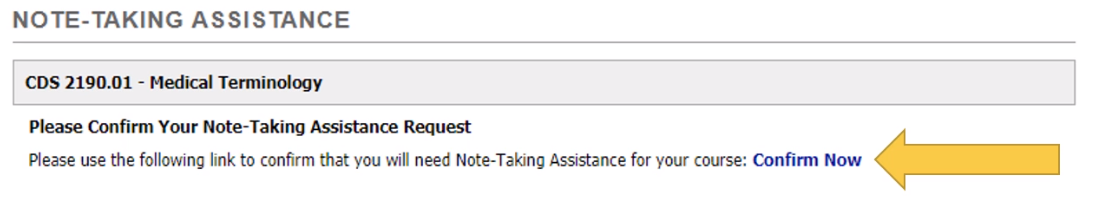 NOTE-TAKING ASSISTANCE
CDS 2190.01 - Medical Terminology
Please Confirm Your Note-Taking Assistance Request
Please use the following link to confirm that you will need Note-Taking Assistance for your course: Confirm Now